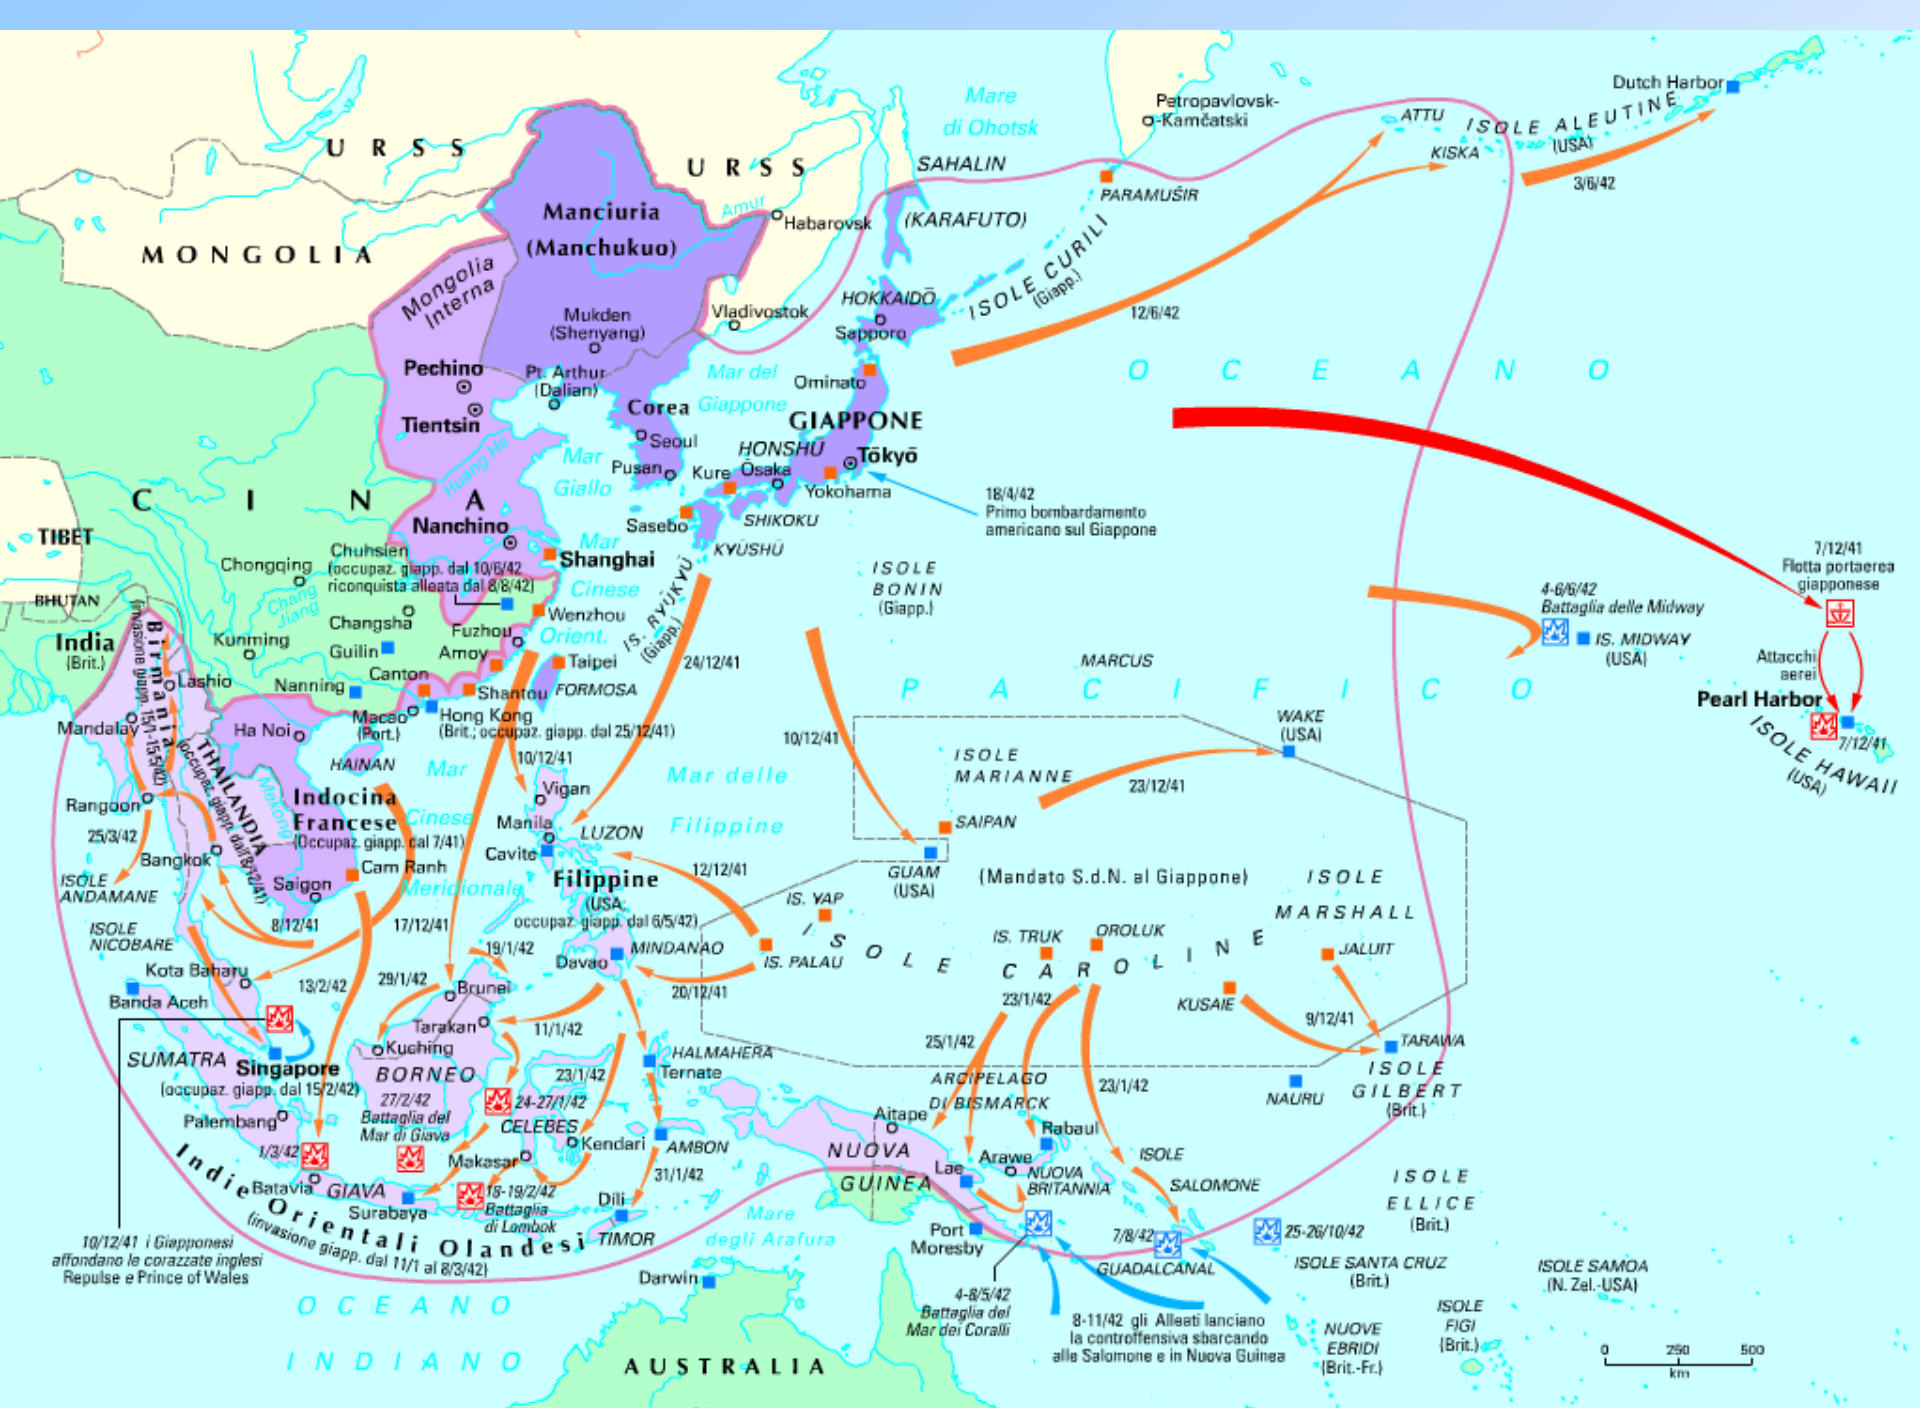 Dutch Harbor
Mare
di Ohotsk
Petropavlovsk-
-Kamčatski
ATTU
ISOLE ALEUTINE
(USA)
KISKA
3/6/42
URSS
URSS
SAHALIN
PARAMUŠIR
(KARAFUTO)
Amur
Habarovsk
Manciuria
(Manchukuo)
MONGOLIA
Mongolia
Interna
ISOLE CURILI
(Giapp.)
HOKKAIDŌ
Sapporo
Vladivostok
Mukden
(Shenyang)
12/6/42
OCEANO
Pechino
Pt. Arthur
(Dalian)
Mar del
Giappone
Ominato
Tientsin
Corea
GIAPPONE
Seoul
HONSHŪ
Tōkyō
Huang He
Mar
Giallo
Pusan
Kure
Ōsaka
Yokohama
CINA
Nanchino
Sasebo
SHIKOKU
KYŪSHŪ
18/4/42
Primo bombardamento
americano sul Giappone
TIBET
Chuhsien
(occupaz. giapp. dal 10/6/42
riconquista alleata dal 8/8/42)
Mar
Cinese
Orient.
Shanghai
Chongqing
Chang
Jiang
BHUTAN
Changsha
Wenzhou
Fuzhou
IS. RYŪKYŪ
(Giapp.)
ISOLE
BONIN
(Giapp.)
7/12/41
Flotta portaerea
giapponese
4-6/6/42
Battaglia delle Midway
IS. MIDWAY
(USA)
Attacchi
aerei
Pearl Harbor
7/12/41
ISOLE HAWAII
(USA)
India
(Brit.)
Birmania
(invasione giapp. 15/1-15/5/42)
Kunming
Guilin
Amoy
Taipei
24/12/41
MARCUS
PACIFICO
Lashio
Nanning
Canton
Shantou
FORMOSA
Mandalay
Macao
(Port.)
Hong Kong
(Brit.; occupaz. giapp. dal 25/12/41)
Ha Noi
HAINAN
10/12/41
10/12/41
WAKE
(USA)
THAILANDIA
(occupaz. giapp. dall'8/12/41)
Mekong
Mar
Cinese
Meridionale
Mar delle
Filippine
ISOLE
MARIANNE
23/12/41
Vigan
Indocina
Francese
(Occupaz. giapp. dal 7/41)
Rangoon
25/3/42
Manila
LUZON
SAIPAN
Bangkok
Cam Ranh
Cavite
12/12/41
GUAM
(USA)
ISOLE
ANDAMANE
Saigon
Filippine
(USA;
occupaz. giapp. dal 6/5/42)
(Mandato S.d.N. al Giappone)
ISOLE
MARSHALL
IS. YAP
8/12/41
17/12/41
ISOLE
NICOBARE
19/1/42
MINDANAO
Davao
IS. PALAU
ISOLE CAROLINE
IS. TRUK
OROLUK
JALUIT
Kota Baharu
13/2/42
29/1/42
Brunei
20/12/41
23/1/42
KUSAIE
Banda Aceh
Tarakan
11/1/42
25/1/42
9/12/41
TARAWA
SUMATRA
Singapore
(occupaz. giapp. dal 15/2/42)
Kuching
BORNEO
HALMAHERA
Ternate
23/1/42
ARCIPELAGO
DI BISMARCK
23/1/42
NAURU
ISOLE
GILBERT
(Brit.)
Palembang
27/2/42
Battaglia del
Mar di Giava
24-27/1/42
CELEBES
Kendari
AMBON
Aitape
Rabaul
NUOVA
GUINEA
1/3/42
Makasar
31/1/42
Lae
Arawe
NUOVA
BRITANNIA
ISOLE
SALOMONE
Batavia
GIAVA
Surabaya
18-19/2/42
Battaglia
di Lombok
Dili
TIMOR
Port
Moresby
ISOLE
ELLICE
(Brit.)
Indie Orientali Olandesi
(invasione giapp. dal 11/1 al 8/3/42)
10/12/41 i Giapponesi
affondano le corazzate inglesi
Repulse e Prince of Wales
Mare
degli Arafura
7/8/42
GUADALCANAL
25-26/10/42
ISOLE SANTA CRUZ
(Brit.)
ISOLE SAMOA
(N. Zel.-USA)
Darwin
OCEANO
INDIANO
4-8/5/42
Battaglia del
Mar dei Coralli
8-11/42 gli Alleati lanciano
la controffensiva sbarcando
alle Salomone e in Nuova Guinea
NUOVE
EBRIDI
(Brit.-Fr.)
ISOLE
FIGI
(Brit.)
AUSTRALIA
0 250 500
km